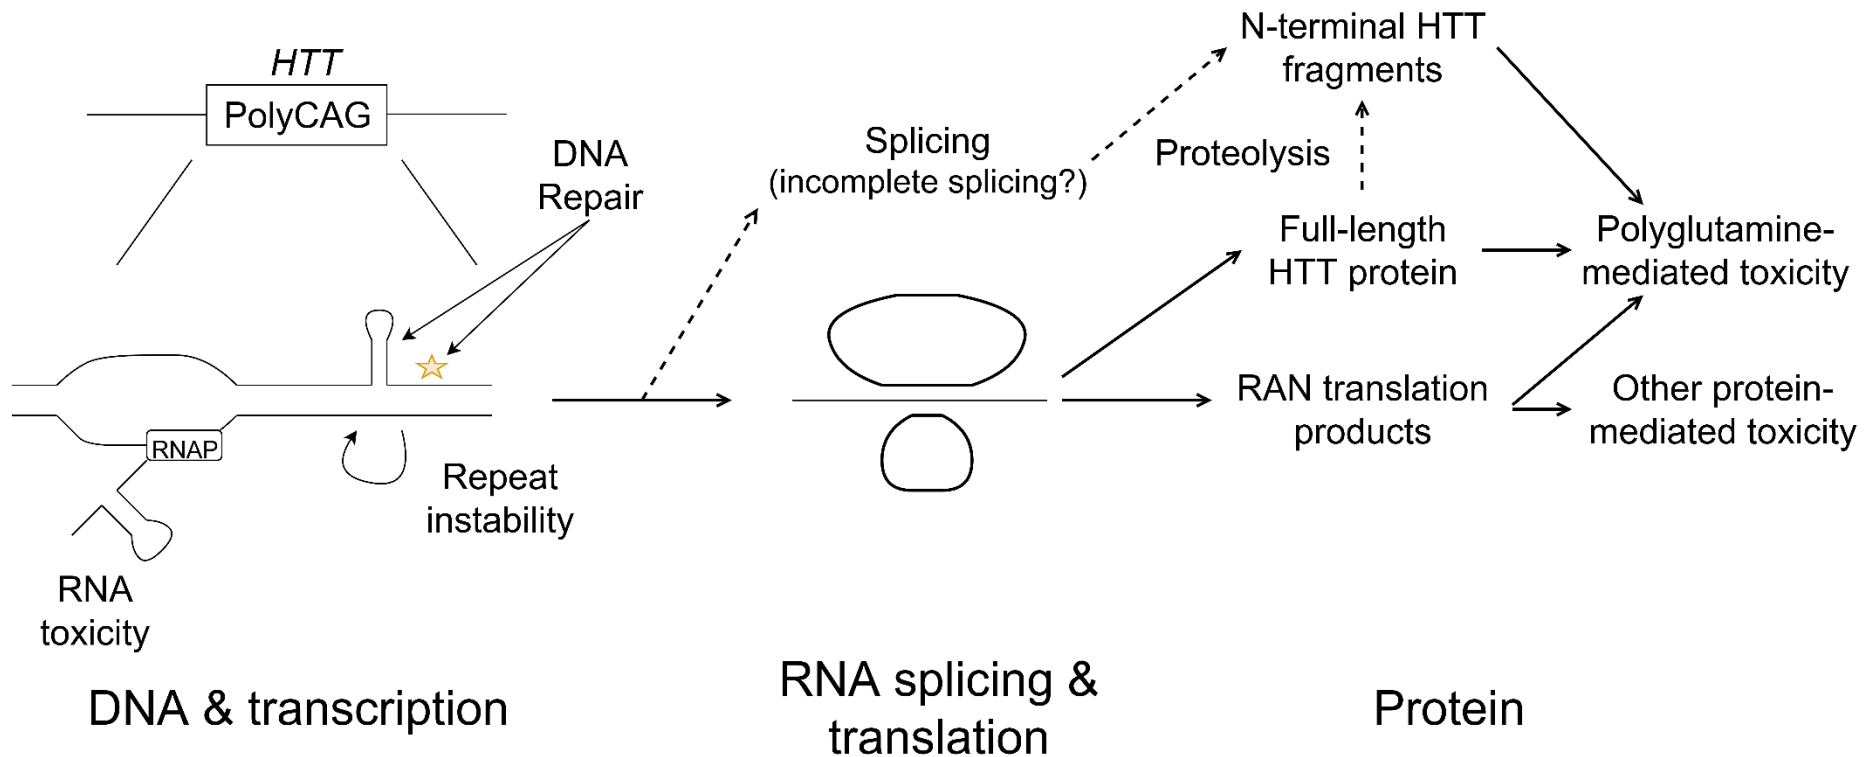 HTT
PolyCAG
DNA
Repair
RNAP
Repeat
instability
RNA
toxicity
DNA & transcription
Splicing
(incomplete splicing?)
RNA splicing &
translation
N-terminal HTT
fragments
Proteolysis
Full-length
HTT protein
Polyglutamine-
mediated toxicity
RAN translation
products
Other protein-
mediated toxicity
Protein